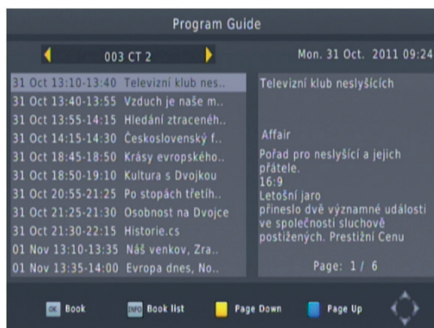 Program Guide
003 CT 2
Mon. 31 Oct. 2011 09:24
31 Oct 13:10-13:40 Televizní klub nes..
31 Oct 13:40-13:55 Vzduch je naše m..
31 Oct 13:55-14:15 Hledání ztraceného..
31 Oct 14:15-14:30 Československý f..
31 Oct 18:45-18:50 Krásy evropského..
31 Oct 18:50-19:10 Kultura s Dvojkou
31 Oct 20:55-21:25 Po stopách třetíh..
31 Oct 21:25-21:30 Osobnost na Dvojce
31 Oct 21:30-22:15 Historie.cs
01 Nov 13:10-13:35 Náš venkov, Zra..
01 Nov 13:35-14:00 Evropa dnes, No..
Televizní klub neslyšících
Affair
Pořad pro neslyšící a jejich
přátele.
16:9
Letošní jaro
přineslo dvě významné události
ve společnosti sluchově
postižených. Prestižní Cenu
Page: 1 / 6
OK Book
INFO Book list
Page Down
Page Up